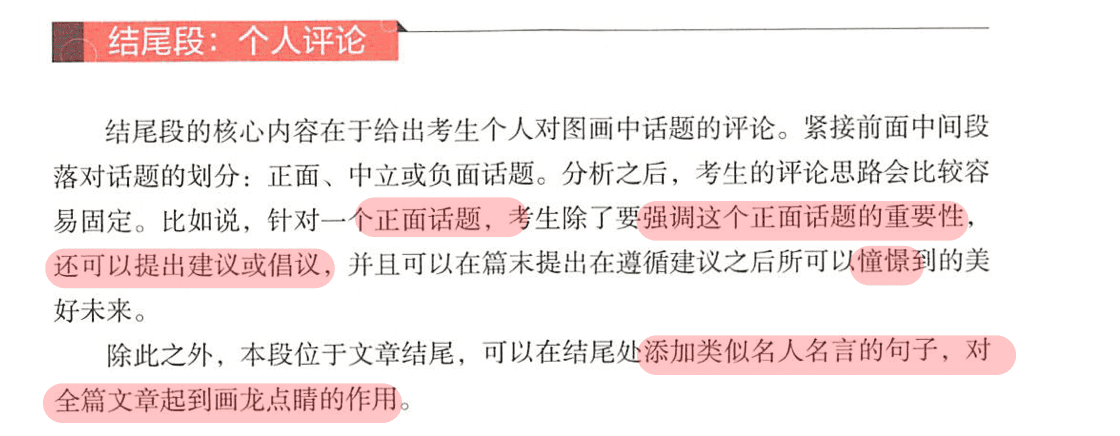 结尾段：个人评论
结尾段的核心内容在于给出考生个人对图画中话题的评论。紧接前面中间段
落对话题的划分：正面、中立或负面话题。分析之后，考生的评论思路会比较容
易固定。比如说，针对一个正面话题，考生除了要强调这个正面话题的重要性，
还可以提出建议或倡议，并且可以在篇末提出在遵循建议之后所可以憧憬到的美
好未来。
除此之外，本段位于文章结尾，可以在结尾处添加类似名人名言的句子，对
全篇文章起到画龙点睛的作用。